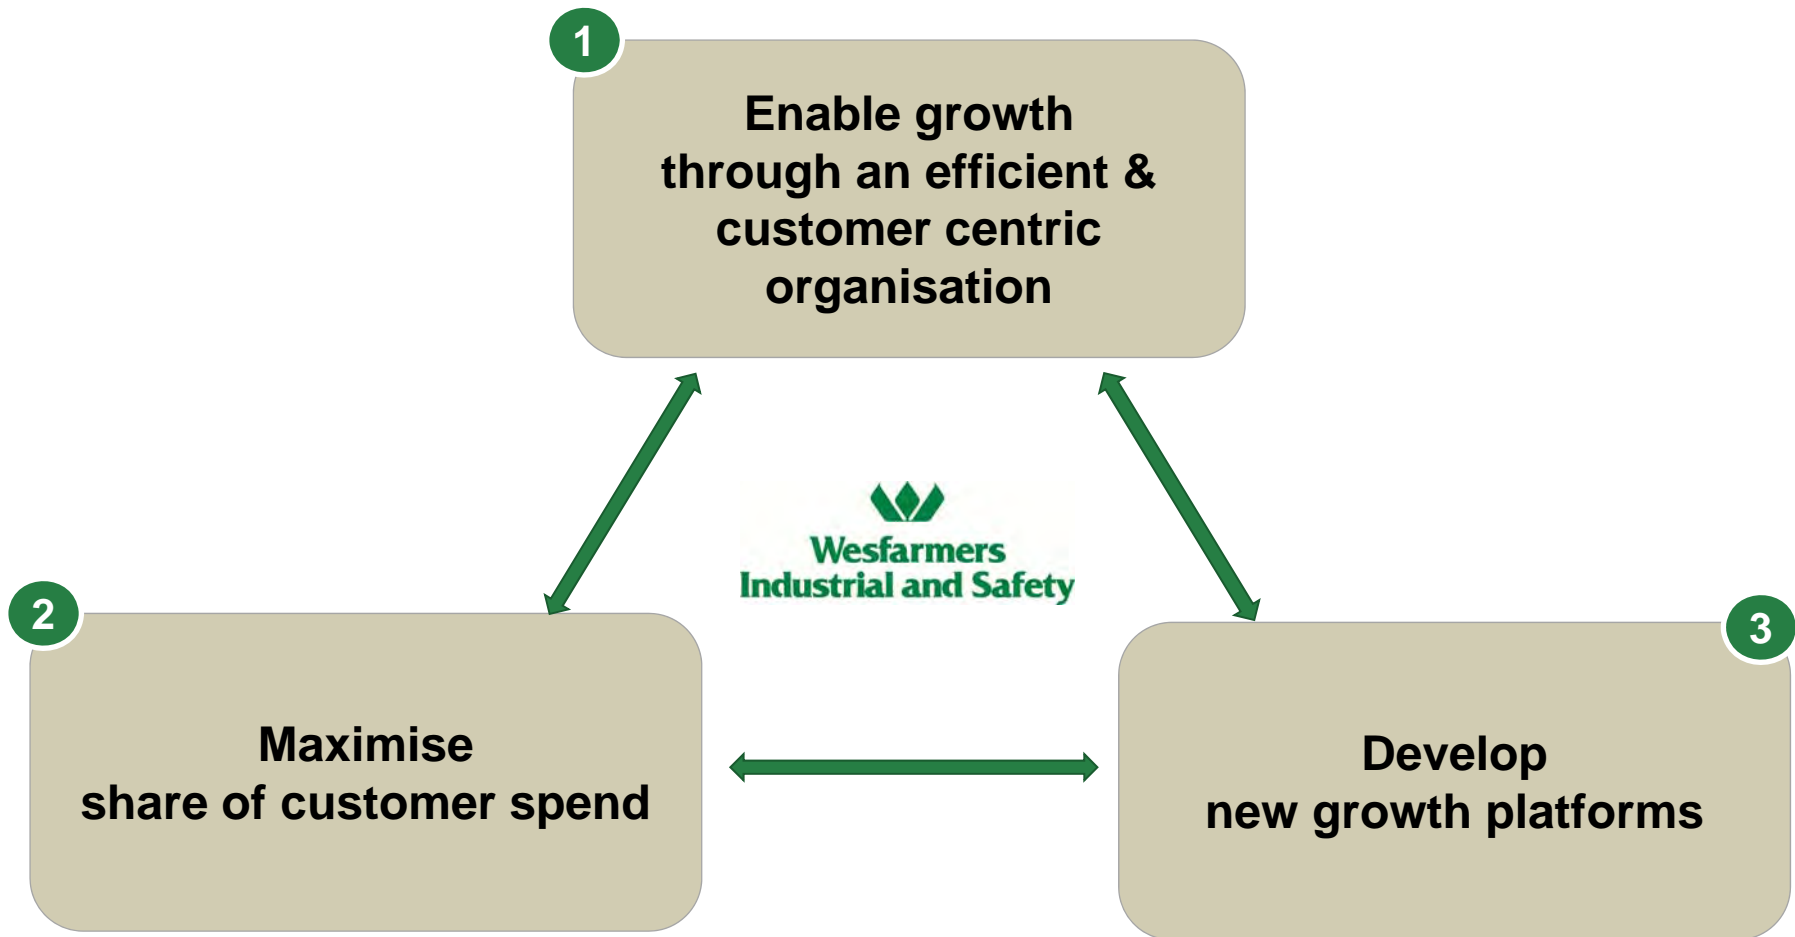 1
Enable growth
through an efficient &
customer centric
organisation
Wesfarmers
Industrial and Safety
2
Maximise
share of customer spend
3
Develop
new growth platforms